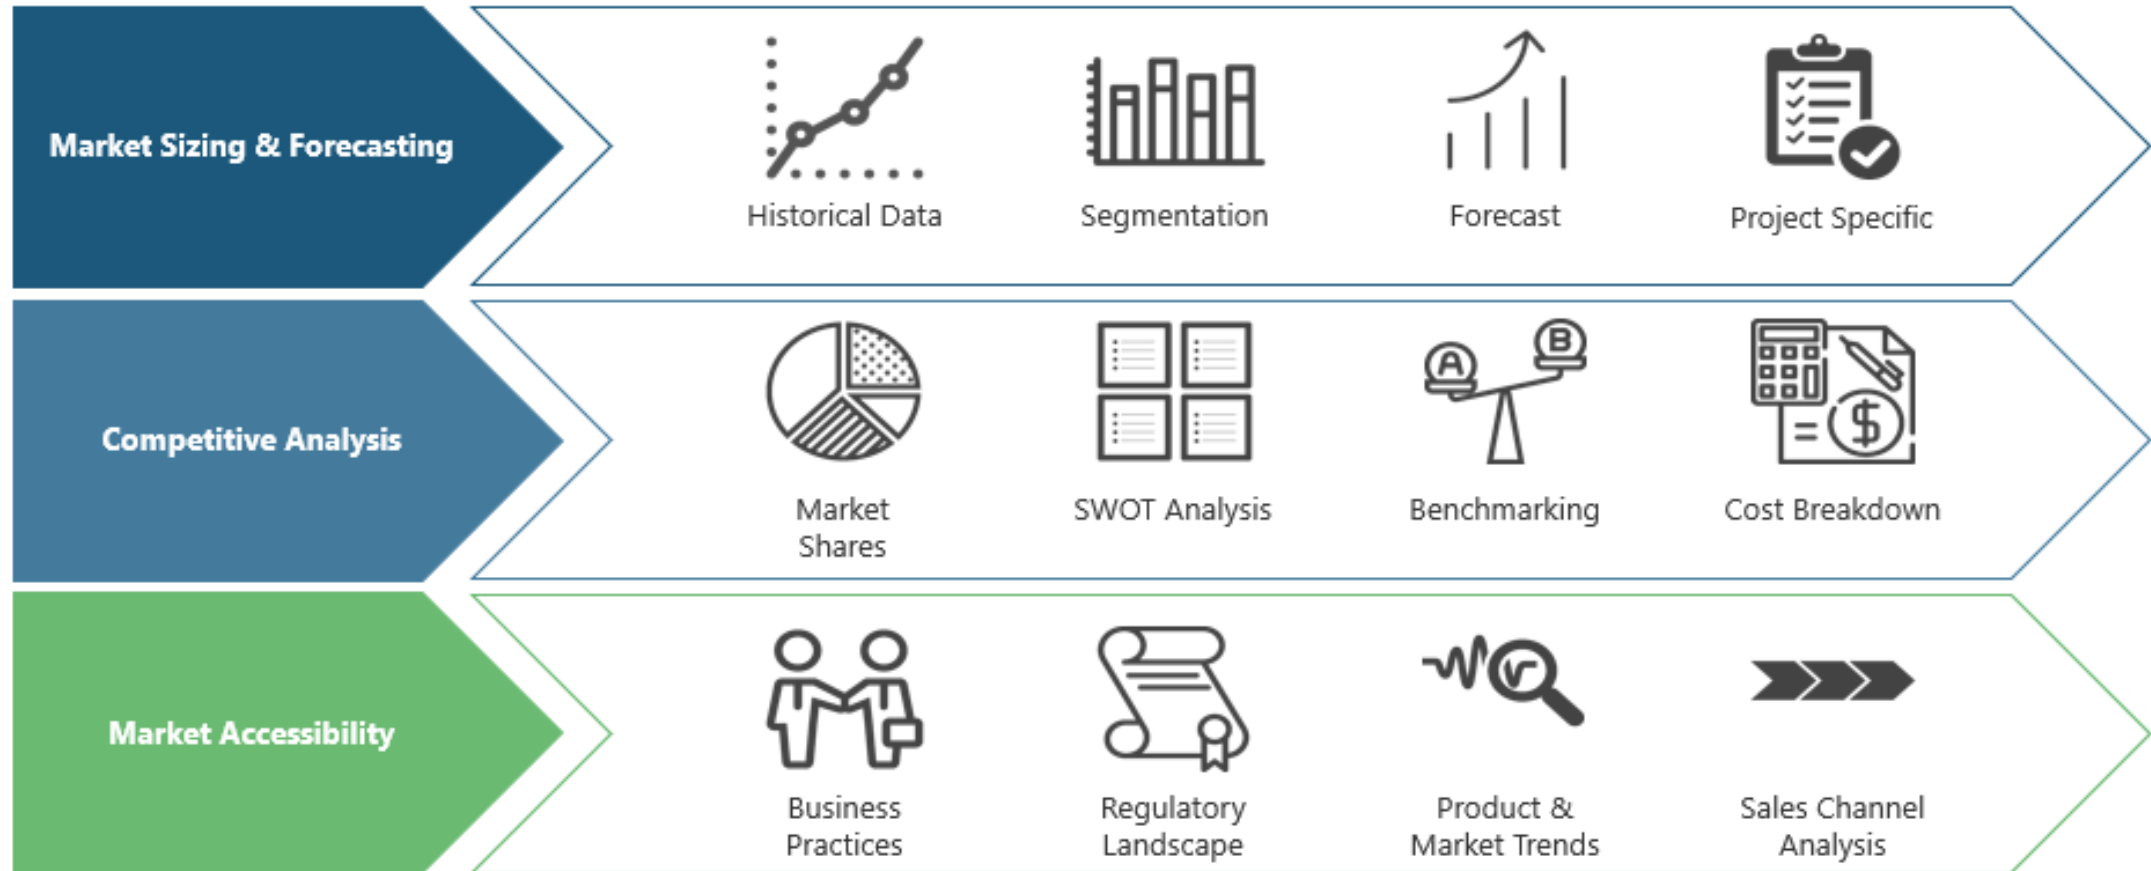 Market Sizing & Forecasting
Historical Data
Segmentation
Forecast
Project Specific
Competitive Analysis
A
B
$
Market
Shares
SWOT Analysis
Benchmarking
Cost Breakdown
Market Accessibility
Business
Practices
Regulatory
Landscape
Product &
Market Trends
Sales Channel
Analysis